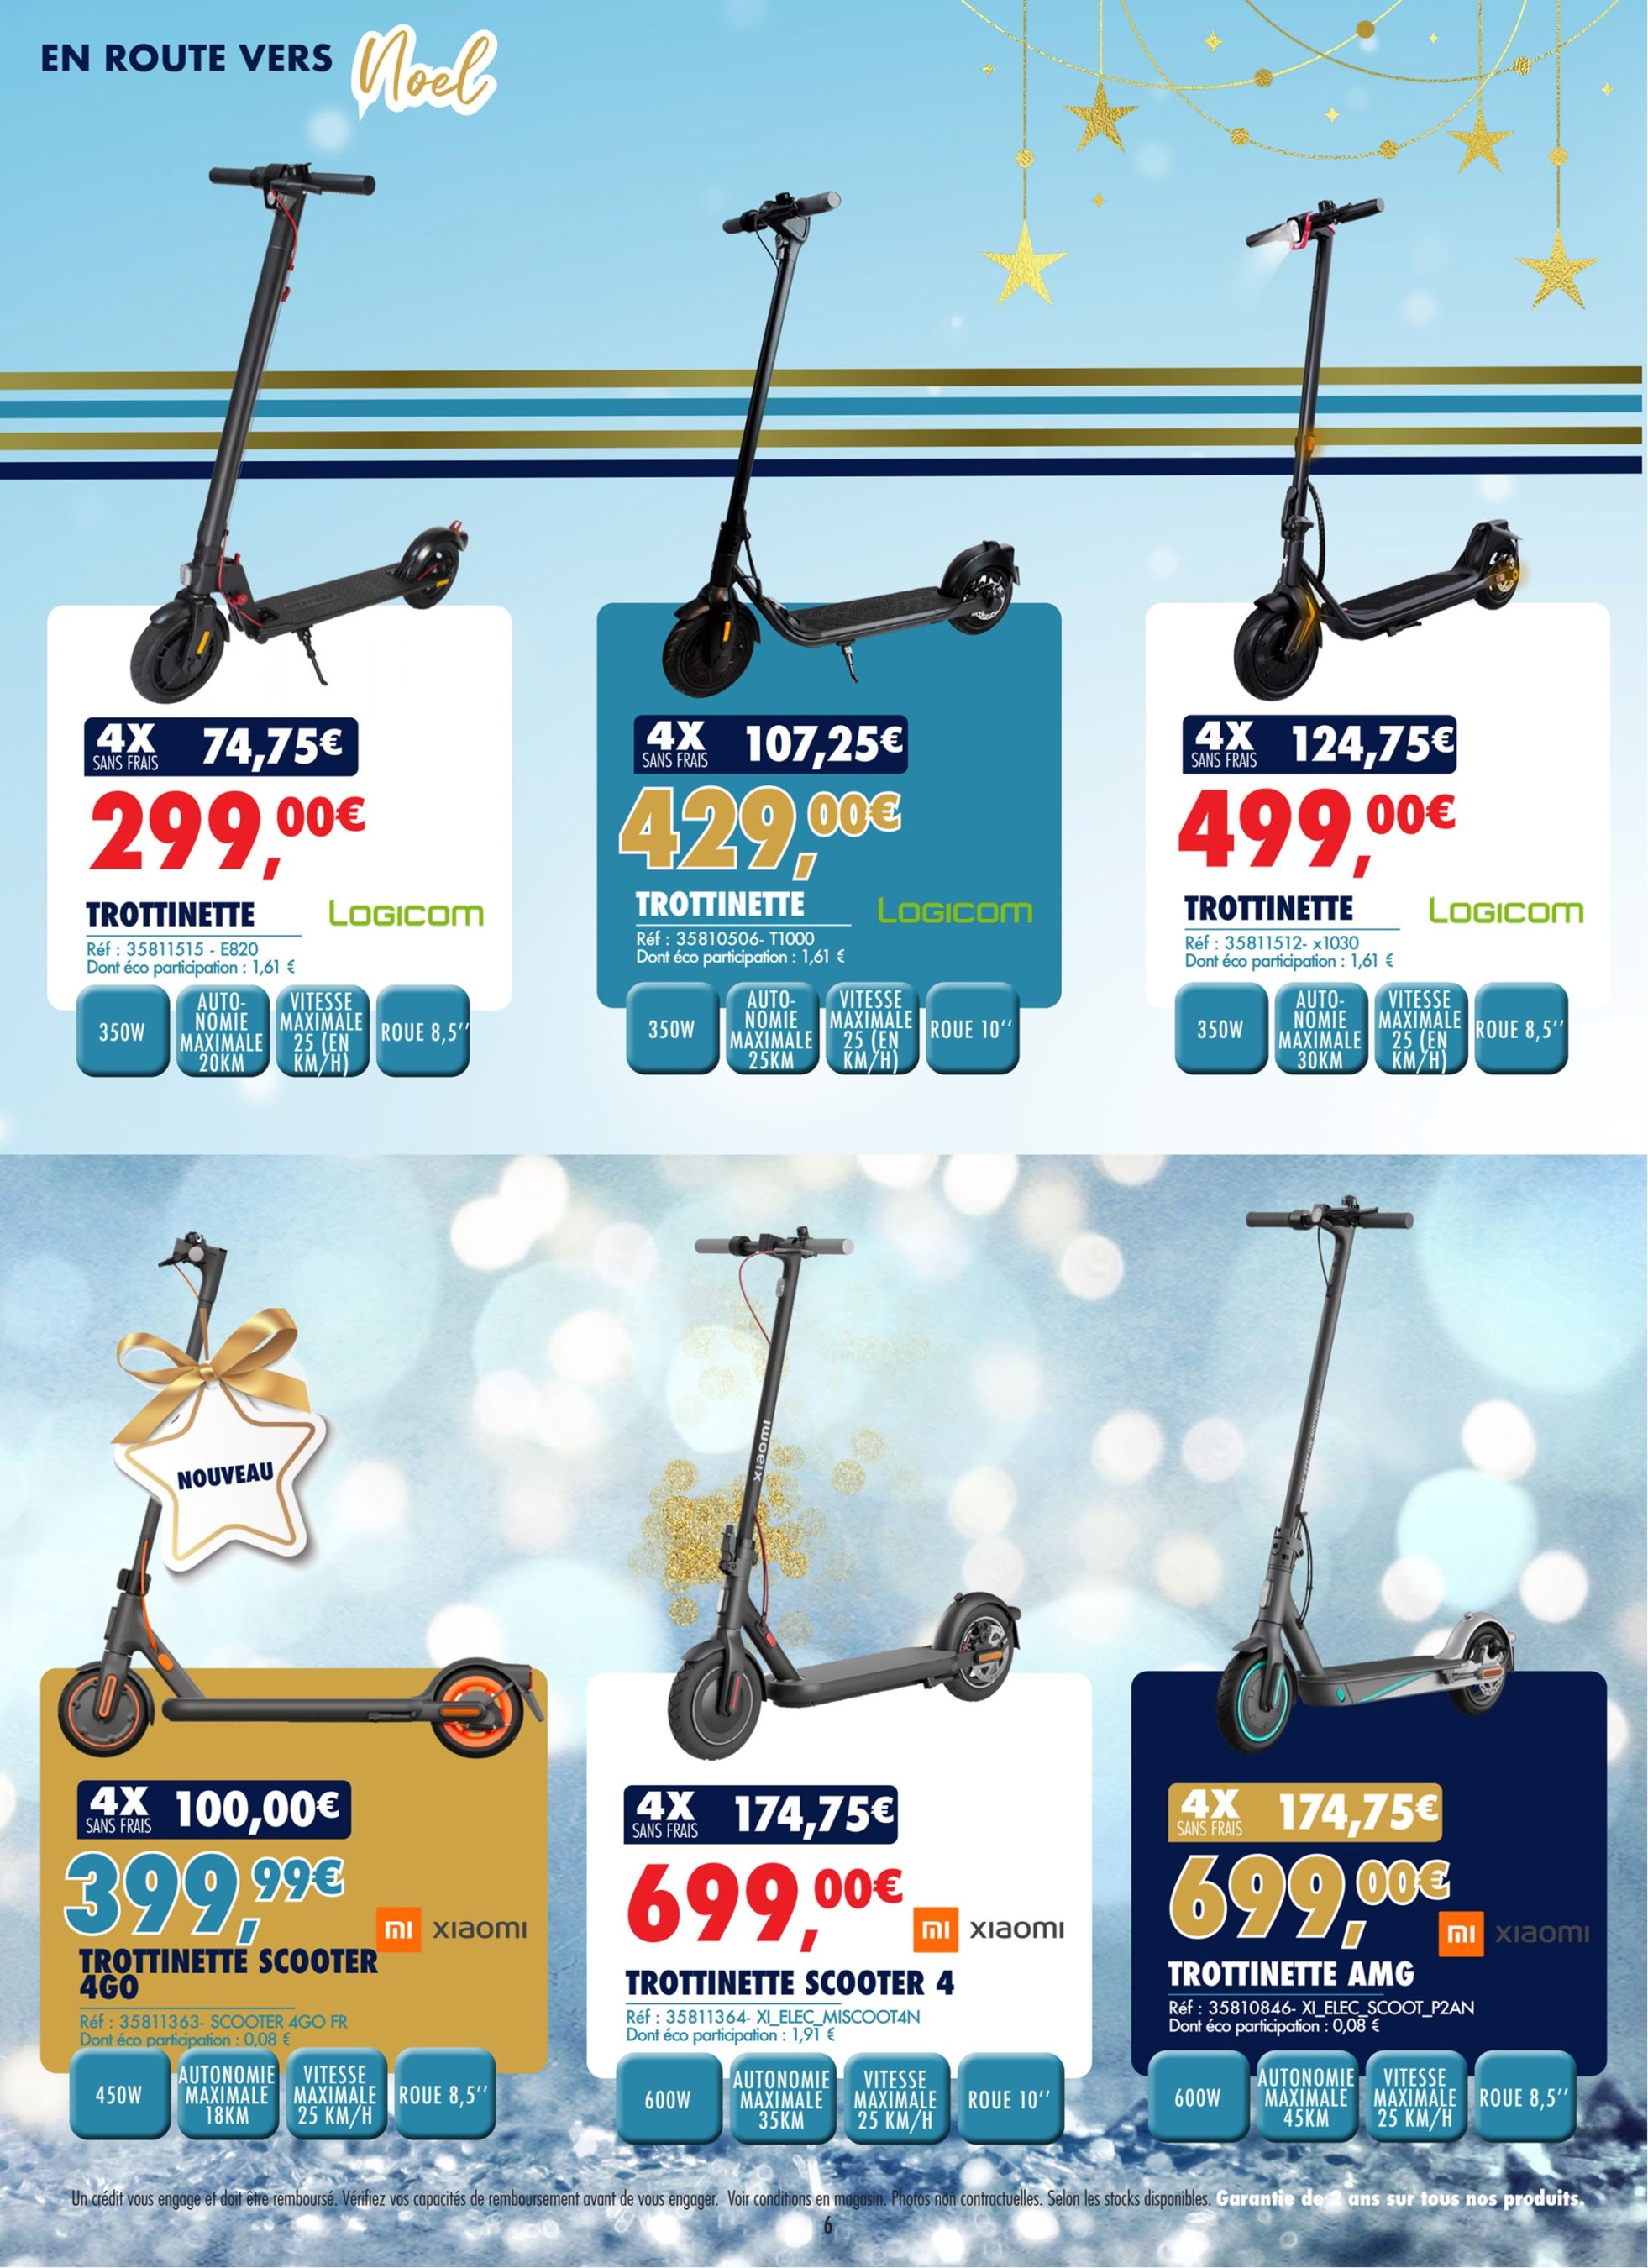 EN ROUTE VERS Noel
4X
SANS FRAIS
74,75€
299,00€
TROTTINETTE
LOGICOM
Réf : 35811515 - E820
Dont éco participation : 1,61 €
350W
AUTO-
NOMIE
MAXIMALE
20KM
VITESSE
MAXIMALE
25 (EN
KM/H)
ROUE 8,5’’
4X
SANS FRAIS
107,25€
429,00€
TROTTINETTE
LOGICOM
Réf : 35810506- T1000
Dont éco participation : 1,61 €
350W
AUTO-
NOMIE
MAXIMALE
25KM
VITESSE
MAXIMALE
25 (EN
KM/H)
ROUE 10‘‘
4X
SANS FRAIS
124,75€
499,00€
TROTTINETTE
LOGICOM
Réf : 35811512- x1030
Dont éco participation : 1,61 €
350W
AUTO-
NOMIE
MAXIMALE
30KM
VITESSE
MAXIMALE
25 (EN
KM/H)
ROUE 8,5’’
NOUVEAU
4X
SANS FRAIS
100,00€
399,99€
mi xiaomi
TROTTINETTE SCOOTER
4GO
Réf : 35811363- SCOOTER 4GO FR
Dont éco participation : 0,08 €
450W
AUTONOMIE
MAXIMALE
18KM
VITESSE
MAXIMALE
25 KM/H
ROUE 8,5’’
xiaomi
4X
SANS FRAIS
174,75€
699,00€
mi xiaomi
TROTTINETTE SCOOTER 4
Réf : 35811364- XI_ELEC_MISCOOT4N
Dont éco participation : 1,91 €
600W
AUTONOMIE
MAXIMALE
35KM
VITESSE
MAXIMALE
25 KM/H
ROUE 10’’
4X
SANS FRAIS
174,75€
699,00€
mi xiaomi
TROTTINETTE AMG
Réf : 35810846- XI_ELEC_SCOOT_P2AN
Dont éco participation : 0,08 €
600W
AUTONOMIE
MAXIMALE
45KM
VITESSE
MAXIMALE
25 KM/H
ROUE 8,5’’
Un crédit vous engage et doit être remboursé. Vérifiez vos capacités de remboursement avant de vous engager. Voir conditions en magasin. Photos non contractuelles. Selon les stocks disponibles. Garantie de 2 ans sur tous nos produits.
6